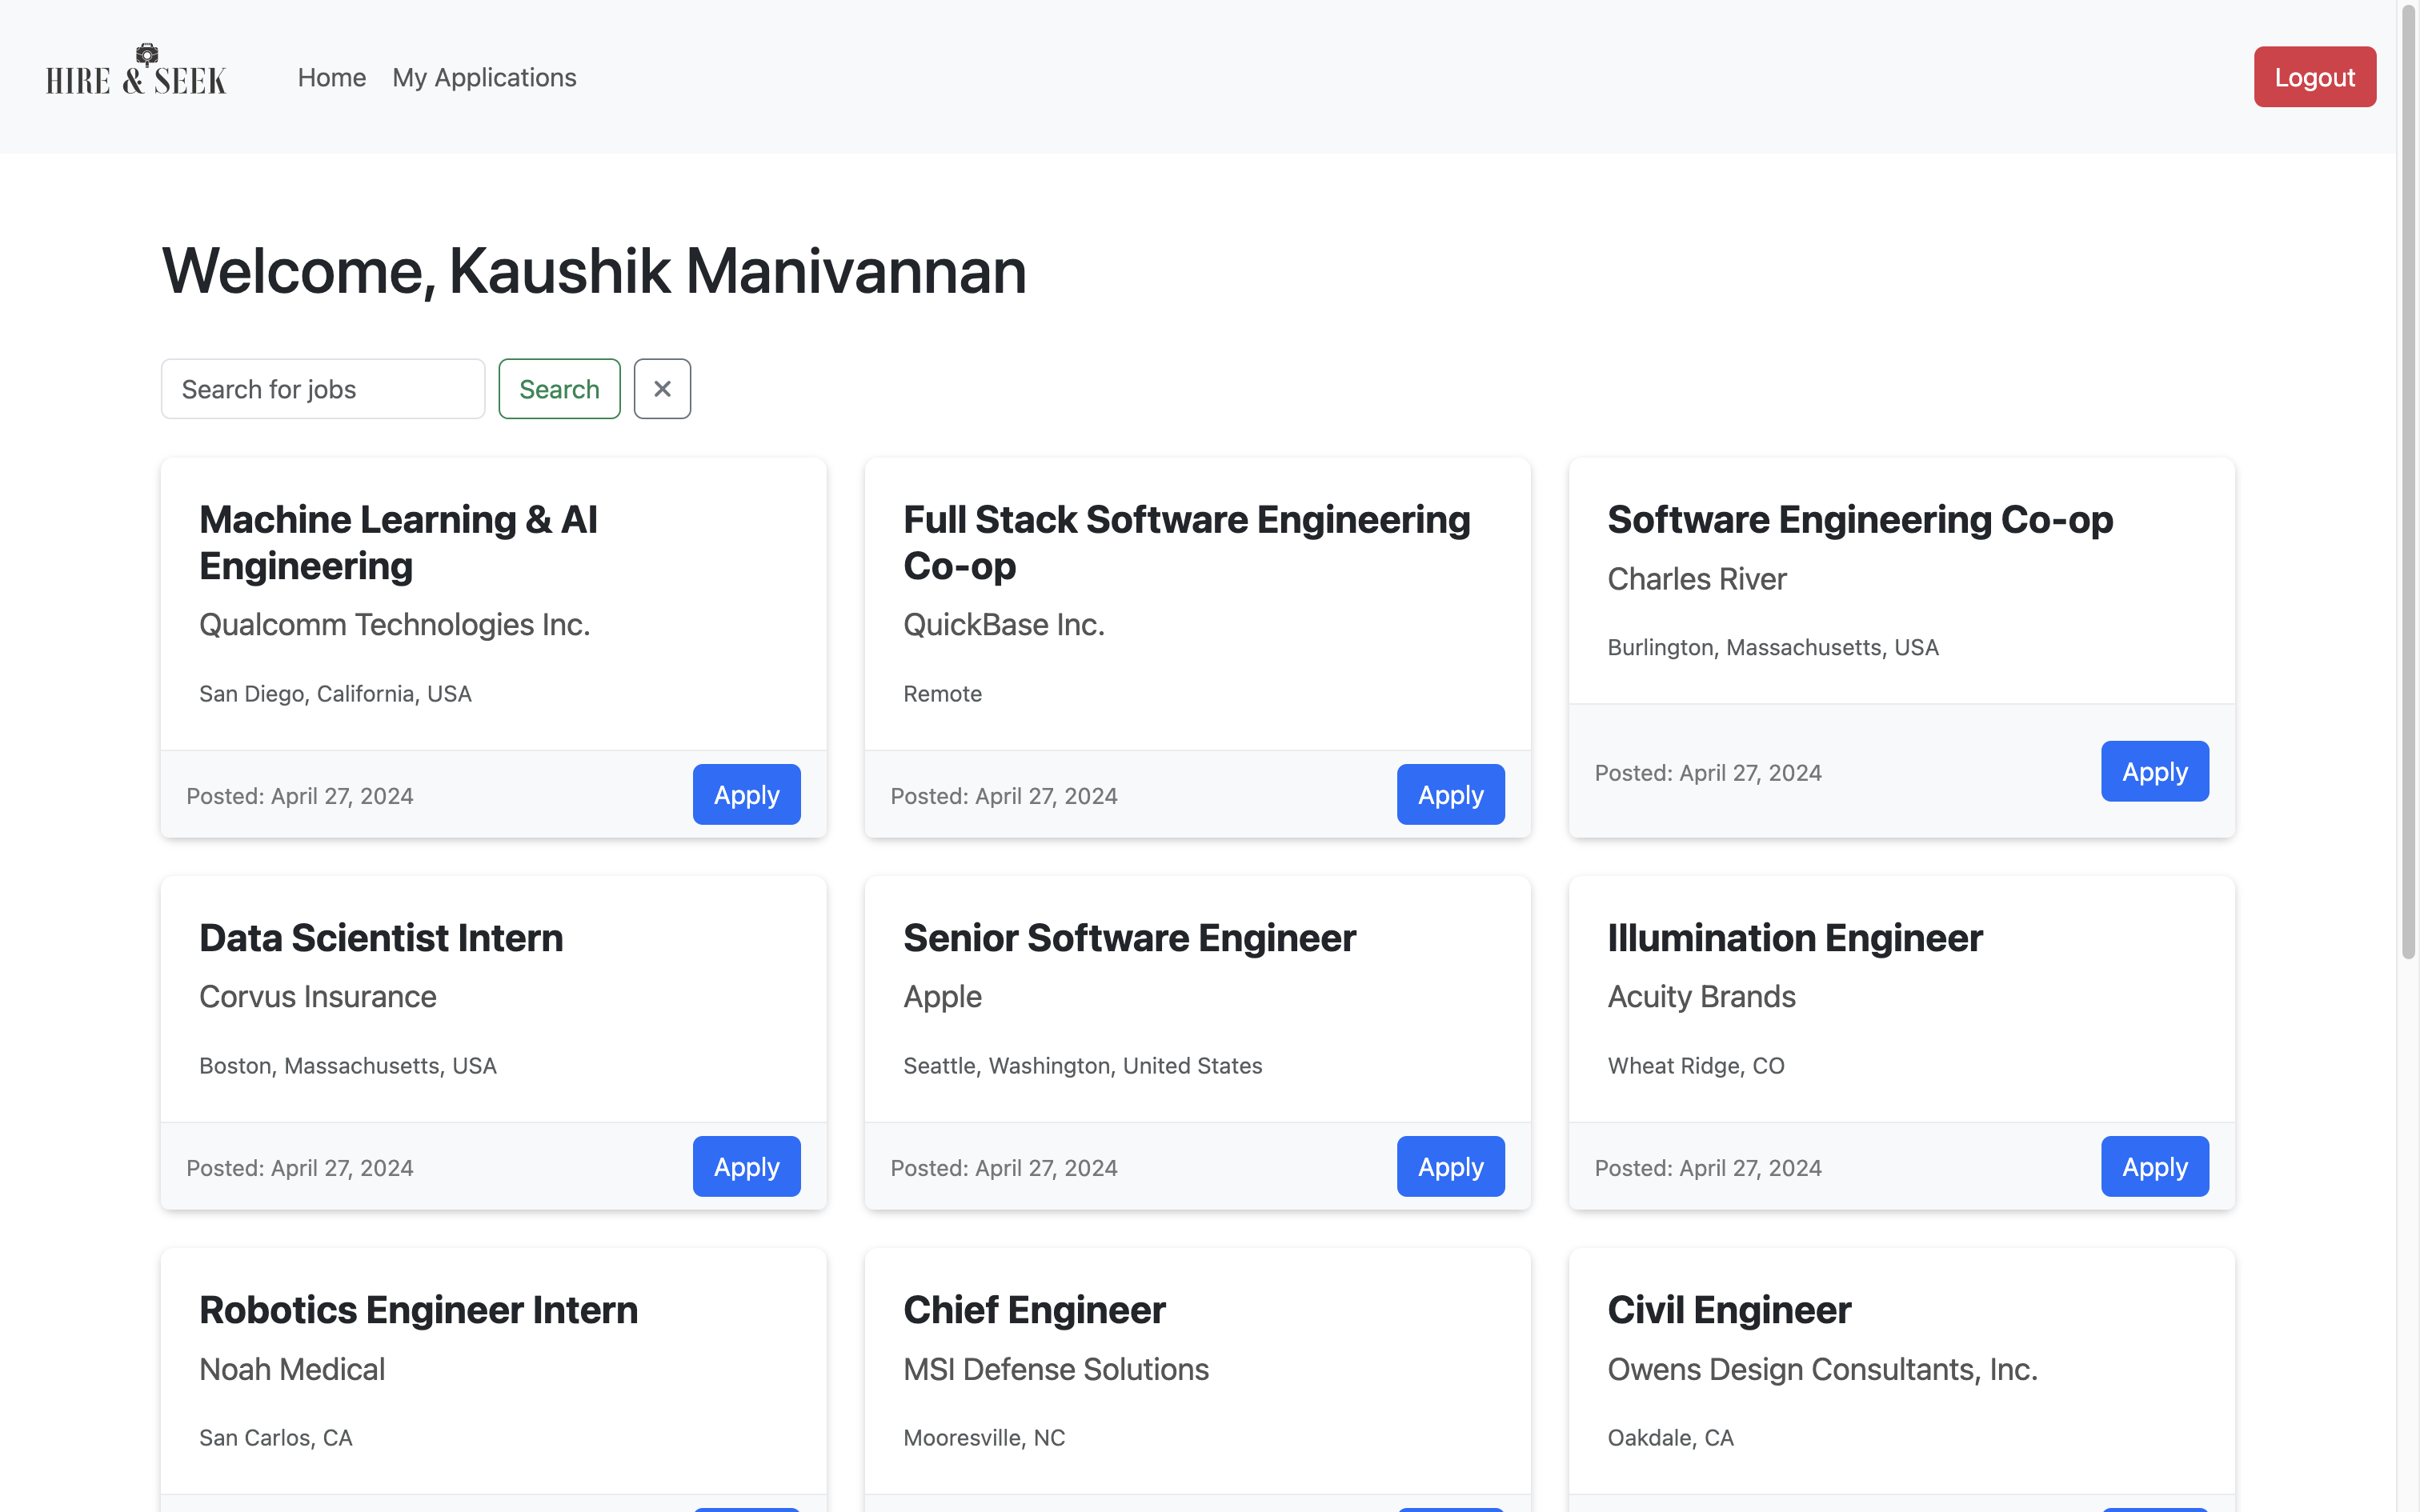 HIRE & SEEK
Home
My Applications
Logout
Welcome, Kaushik Manivannan
Search for jobs
Search
Machine Learning & AI
Engineering
Qualcomm Technologies Inc.
San Diego, California, USA
Posted: April 27, 2024
Apply
Full Stack Software Engineering
Co-op
QuickBase Inc.
Remote
Posted: April 27, 2024
Apply
Software Engineering Co-op
Charles River
Burlington, Massachusetts, USA
Posted: April 27, 2024
Apply
Data Scientist Intern
Corvus Insurance
Boston, Massachusetts, USA
Posted: April 27, 2024
Apply
Senior Software Engineer
Apple
Seattle, Washington, United States
Posted: April 27, 2024
Apply
Illumination Engineer
Acuity Brands
Wheat Ridge, CO
Posted: April 27, 2024
Apply
Robotics Engineer Intern
Noah Medical
San Carlos, CA
Chief Engineer
MSI Defense Solutions
Mooresville, NC
Civil Engineer
Owens Design Consultants, Inc.
Oakdale, CA